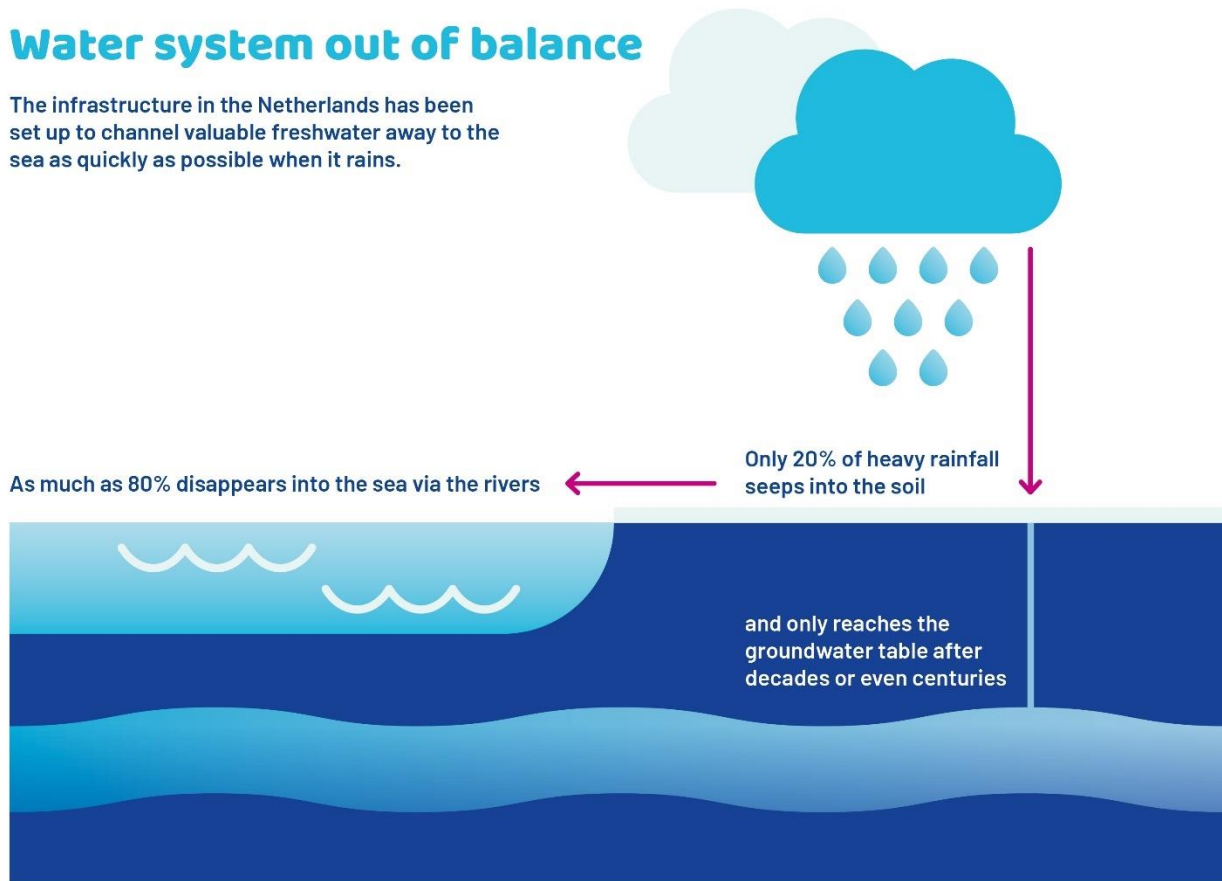 Water system out of balance
The infrastructure in the Netherlands has been
set up to channel valuable freshwater away to the
sea as quickly as possible when it rains.
As much as 80% disappears into the sea via the rivers
Only 20% of heavy rainfall
seeps into the soil
and only reaches the
groundwater table after
decades or even centuries